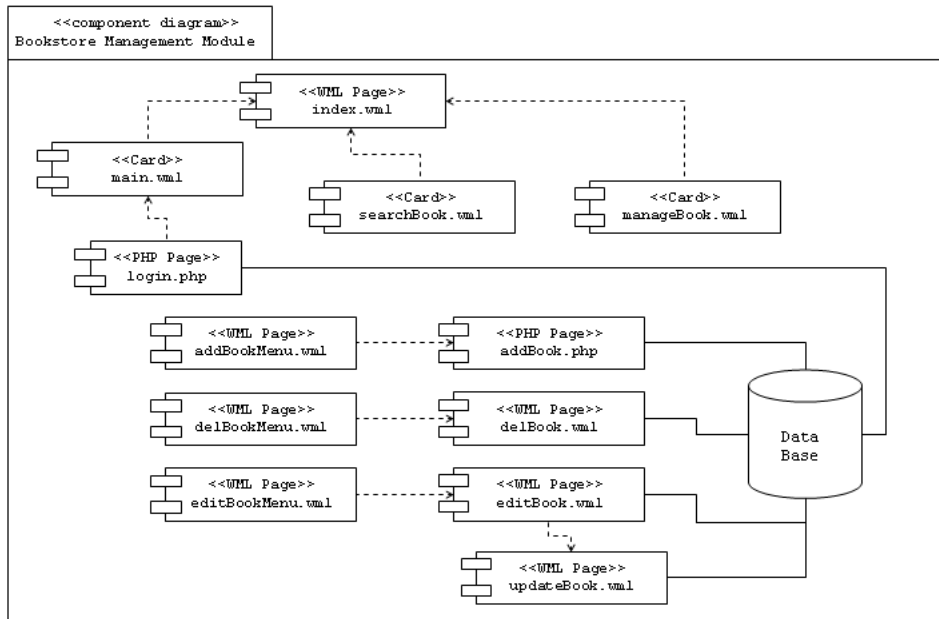 <<component diagram>>
Bookstore Management Module
<<WML Page>>
index.wml
<<Card>>
main.wml
<<Card>>
searchBook.wml
<<Card>>
manageBook.wml
<<PHP Page>>
login.php
<<WML Page>>
addBookMenu.wml
<<PHP Page>>
addBook.php
<<WML Page>>
delBookMenu.wml
<<WML Page>>
delBook.wml
Data
Base
<<WML Page>>
editBookMenu.wml
<<WML Page>>
editBook.wml
<<WML Page>>
updateBook.wml